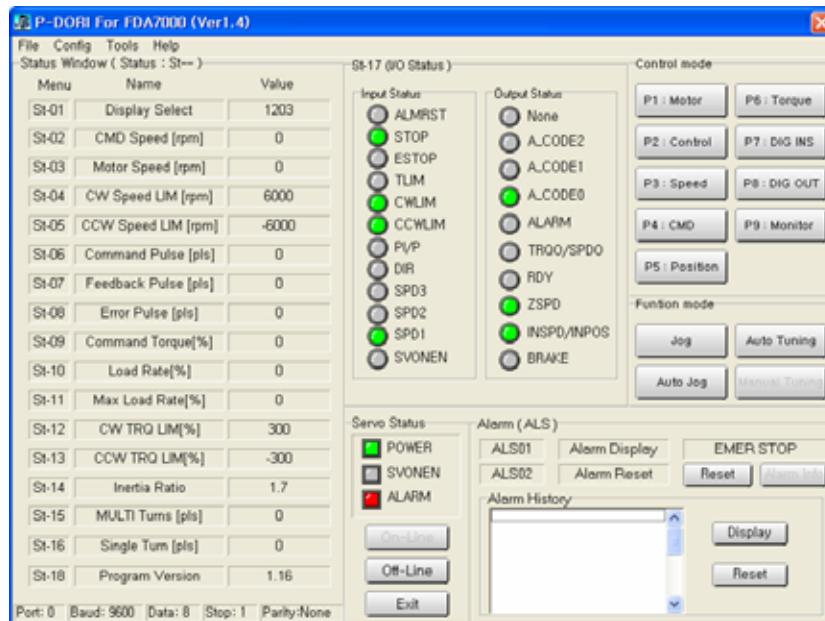 P-DORI For FDA7000 (Ver1.4)
File Config Tools Help
Status Window ( Status : St-- )
Menu Name Value
St-01 Display Select 1203
St-02 CMD Speed [rpm] 0
St-03 Motor Speed [rpm] 0
St-04 CW Speed LIM [rpm] 6000
St-05 CCW Speed LIM [rpm] -6000
St-06 Command Pulse [pls] 0
St-07 Feedback Pulse [pls] 0
St-08 Error Pulse [pls] 0
St-09 Command Torque[%] 0
St-10 Load Rate[%] 0
St-11 Max Load Rate[%] 0
St-12 CW TRQ LIM[%] 300
St-13 CCW TRQ LIM[%] -300
St-14 Inertia Ratio 1.7
St-15 MULTI Turns [pls] 0
St-16 Single Turn [pls] 0
St-18 Program Version 1.16
Port: 0 Baud: 9600 Data: 8 Stop: 1 Parity:None
St-17 (I/O Status )
Input Status
ALMRST
STOP
ESTOP
TLIM
CWLIM
CCWLIM
PI/P
DIR
SPD3
SPD2
SPD1
SVONEN
Output Status
None
A_CODE2
A_CODE1
A_CODE0
ALARM
TRQO/SPDO
RDY
ZSPD
INSPD/INPOS
BRAKE
Control mode
P1 : Motor P6 : Torque
P2 : Control P7 : DIG INS
P3 : Speed P8 : DIG OUT
P4 : CMD P9 : Monitor
P5 : Position
Funtion mode
Jog Auto Tuning
Auto Jog Manual Tuning
Servo Status
POWER
SVONEN
ALARM
On-Line
Off-Line
Exit
Alarm ( ALS )
ALS01 Alarm Display EMER STOP
ALS02 Alarm Reset Reset Alarm Info
Alarm History
Display
Reset